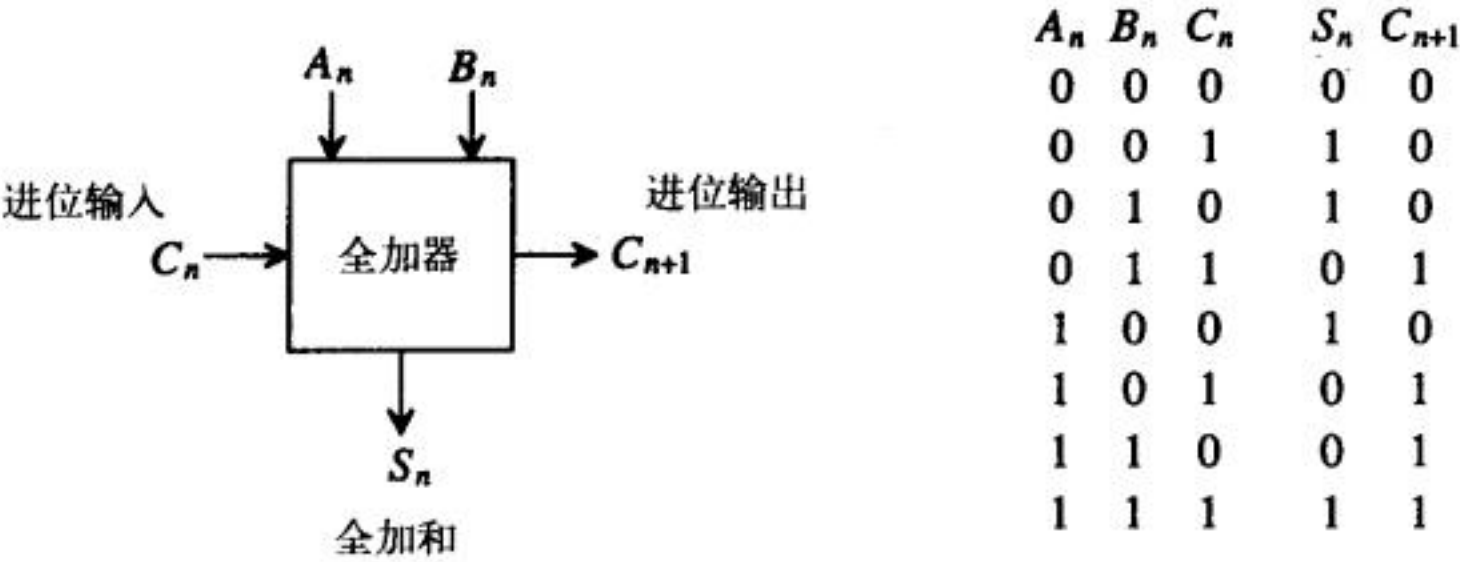 A_n B_n
进位输入
进位输出
C_n 全加器 C_{n+1}
S_n
全加和
A_n B_n C_n S_n C_{n+1}
0 0 0 0 0
0 0 1 1 0
0 1 0 1 0
0 1 1 0 1
1 0 0 1 0
1 0 1 0 1
1 1 0 0 1
1 1 1 1 1